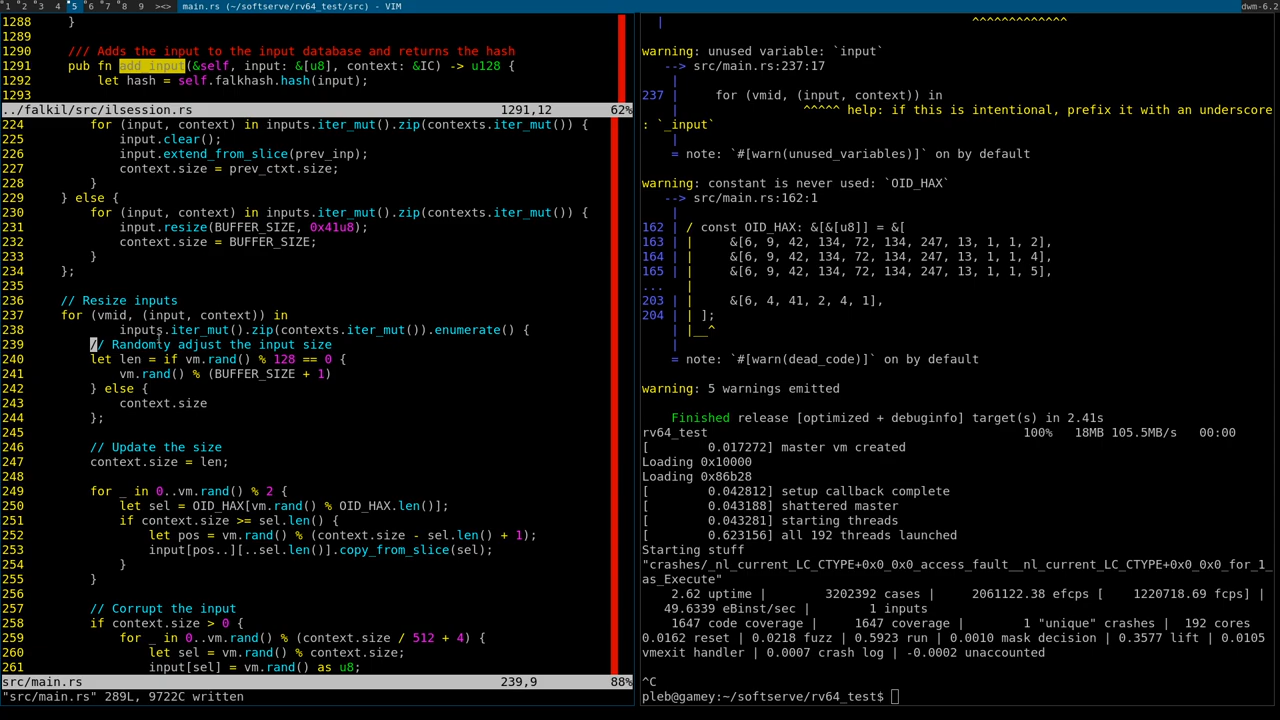 1 2 3 4 5 6 7 8 9 ><> main.rs (~/softserve/rv64_test/src) - VIM dwm-6.2
1288 }
1289
1290 /// Adds the input to the input database and returns the hash
1291 pub fn add_input(&self, input: &[u8], context: &IC) -> u128 {
1292 let hash = self.falkhash.hash(input);
1293
../falkil/src/ilsession.rs 1291,12 62%
224 for (input, context) in inputs.iter_mut().zip(contexts.iter_mut()) {
225 input.clear();
226 input.extend_from_slice(prev_inp);
227 context.size = prev_ctxt.size;
228 }
229 } else {
230 for (input, context) in inputs.iter_mut().zip(contexts.iter_mut()) {
231 input.resize(BUFFER_SIZE, 0x41u8);
232 context.size = BUFFER_SIZE;
233 }
234 };
235
236 // Resize inputs
237 for (vmid, (input, context)) in
238 inputs.iter_mut().zip(contexts.iter_mut()).enumerate() {
239 // Randomly adjust the input size
240 let len = if vm.rand() % 128 == 0 {
241 vm.rand() % (BUFFER_SIZE + 1)
242 } else {
243 context.size
244 };
245
246 // Update the size
247 context.size = len;
248
249 for _ in 0..vm.rand() % 2 {
250 let sel = OID_HAX[vm.rand() % OID_HAX.len()];
251 if context.size >= sel.len() {
252 let pos = vm.rand() % (context.size - sel.len() + 1);
253 input[pos..][..sel.len()].copy_from_slice(sel);
254 }
255 }
256
257 // Corrupt the input
258 if context.size > 0 {
259 for _ in 0..vm.rand() % (context.size / 512 + 4) {
260 let sel = vm.rand() % context.size;
261 input[sel] = vm.rand() as u8;
src/main.rs 239,9 88%
"src/main.rs" 289L, 9722C written
| ^^^^^^^^^^^^^
warning: unused variable: `input`
--> src/main.rs:237:17
|
237 | for (vmid, (input, context)) in
| ^^^^^ help: if this is intentional, prefix it with an underscore
: `_input`
|
= note: `#[warn(unused_variables)]` on by default
warning: constant is never used: `OID_HAX`
--> src/main.rs:162:1
|
162 | / const OID_HAX: &[&[u8]] = &[
163 | | &[6, 9, 42, 134, 72, 134, 247, 13, 1, 1, 2],
164 | | &[6, 9, 42, 134, 72, 134, 247, 13, 1, 1, 4],
165 | | &[6, 9, 42, 134, 72, 134, 247, 13, 1, 1, 5],
... |
203 | | &[6, 4, 41, 2, 4, 1],
204 | | ];
| |__^
|
= note: `#[warn(dead_code)]` on by default
warning: 5 warnings emitted
Finished release [optimized + debuginfo] target(s) in 2.41s
rv64_test 100% 18MB 105.5MB/s 00:00
[ 0.017272] master vm created
Loading 0x10000
Loading 0x86b28
[ 0.042812] setup callback complete
[ 0.043188] shattered master
[ 0.043281] starting threads
[ 0.623156] all 192 threads launched
Starting stuff
"crashes/_nl_current_LC_CTYPE+0x0_0x0_access_fault__nl_current_LC_CTYPE+0x0_0x0_for_1_
as_Execute"
2.62 uptime | 3202392 cases | 2061122.38 efcps [ 1220718.69 fcps] |
49.6339 eBinst/sec | 1 inputs
1647 code coverage | 1647 coverage | 1 "unique" crashes | 192 cores
0.0162 reset | 0.0218 fuzz | 0.5923 run | 0.0010 mask decision | 0.3577 lift | 0.0105
vmexit handler | 0.0007 crash log | -0.0002 unaccounted
^C
pleb@gamey:~/softserve/rv64_test$